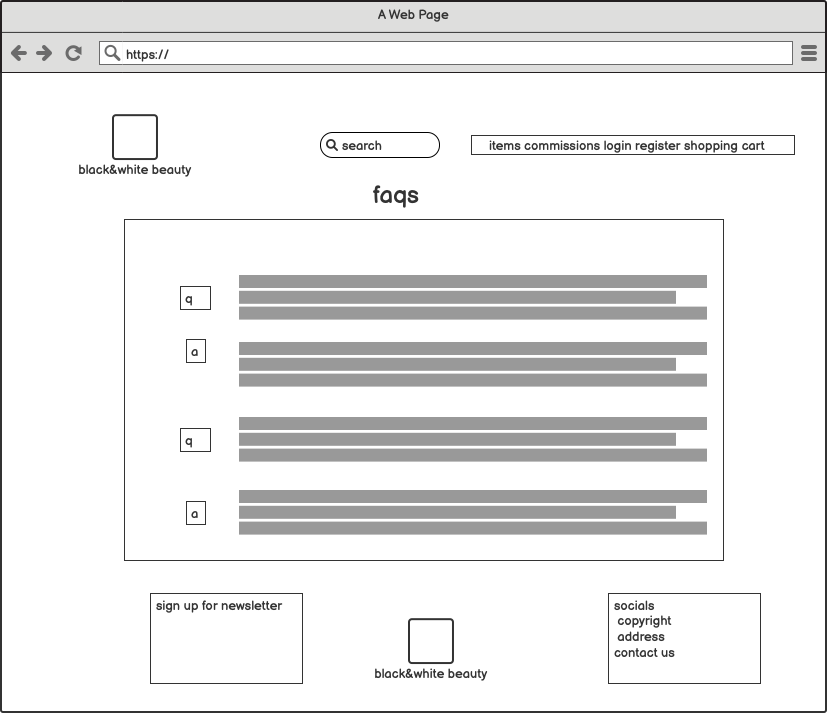 A Web Page
https://
search
items commissions login register shopping cart
black&white beauty
faqs
q
a
q
a
sign up for newsletter
black&white beauty
socials
copyright
address
contact us